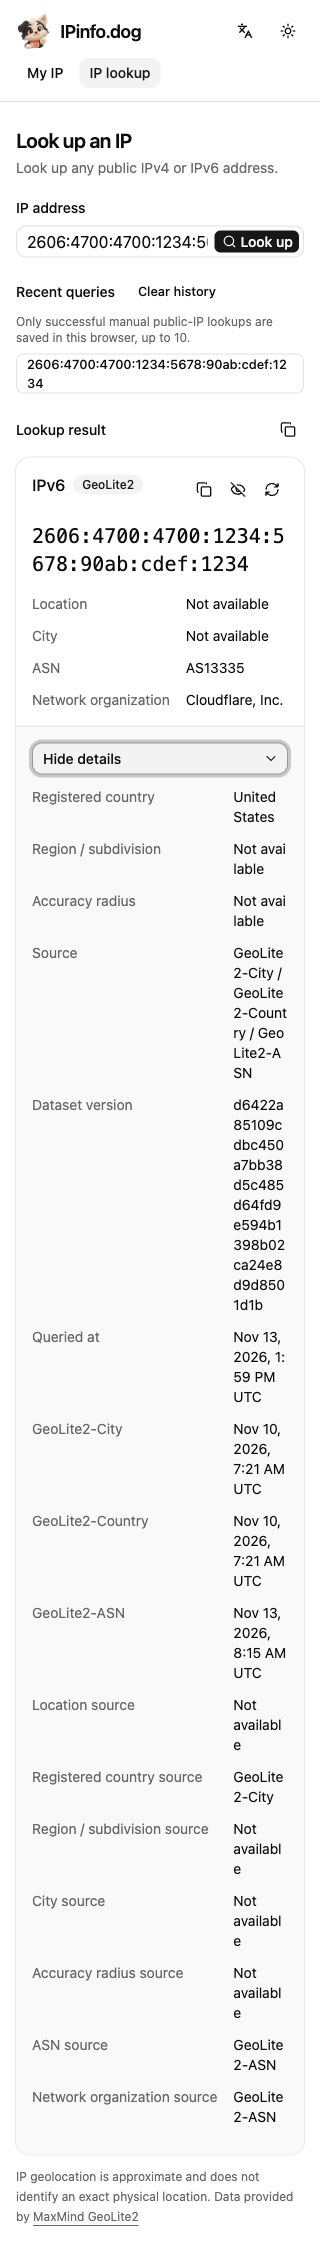 IPinfo.dog
My IP
IP lookup
Look up an IP
Look up any public IPv4 or IPv6 address.
IP address
2606:4700:4700:1234:5
Look up
Recent queries
Clear history
Only successful manual public-IP lookups are
saved in this browser, up to 10.
2606:4700:4700:1234:5678:90ab:cdef:12
34
Lookup result
IPv6
GeoLite2
2606:4700:4700:1234:5
678:90ab:cdef:1234
Location
Not available
City
Not available
ASN
AS13335
Network organization
Cloudflare, Inc.
Hide details
Registered country
United
States
Region / subdivision
Not avai
lable
Accuracy radius
Not avai
lable
Source
GeoLite
2-City /
GeoLite
2-Count
ry / Geo
Lite2-A
SN
Dataset version
d6422a
85109c
dbc450
a7bb38
d5c485
d64fd9
e594b1
398b02
ca24e8
d9d850
1d1b
Queried at
Nov 13,
2026, 1:
59 PM
UTC
GeoLite2-City
Nov 10,
2026,
7:21 AM
UTC
GeoLite2-Country
Nov 10,
2026,
7:21 AM
UTC
GeoLite2-ASN
Nov 13,
2026,
8:15 AM
UTC
Location source
Not
availabl
e
Registered country source
GeoLite
2-City
Region / subdivision source
Not
availabl
e
City source
Not
availabl
e
Accuracy radius source
Not
availabl
e
ASN source
GeoLite
2-ASN
Network organization source
GeoLite
2-ASN
IP geolocation is approximate and does not
identify an exact physical location. Data provided
by MaxMind GeoLite2